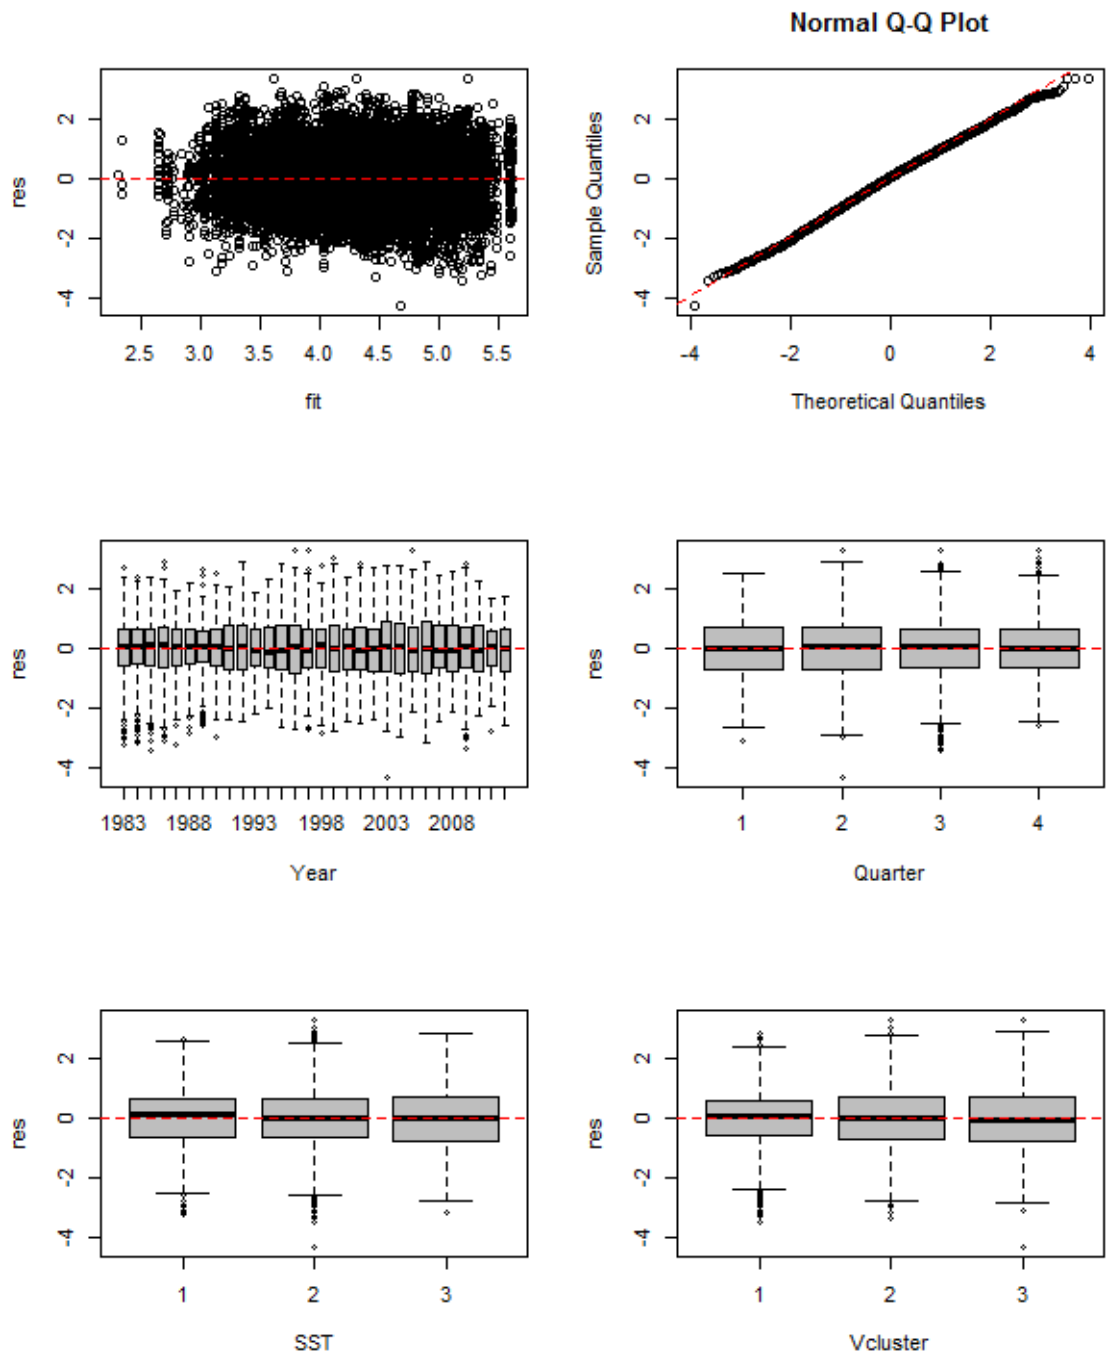 Normal Q-Q Plot
res
2
0
-2
-4
2.5 3.0 3.5 4.0 4.5 5.0 5.5
fit
Sample Quantiles
2
0
-2
-4
-4 -2 0 2 4
Theoretical Quantiles
res
2
0
-2
-4
1983 1988 1993 1998 2003 2008
Year
res
2
0
-2
-4
1 2 3 4
Quarter
res
2
0
-2
-4
1 2 3
SST
res
2
0
-2
-4
1 2 3
Vcluster